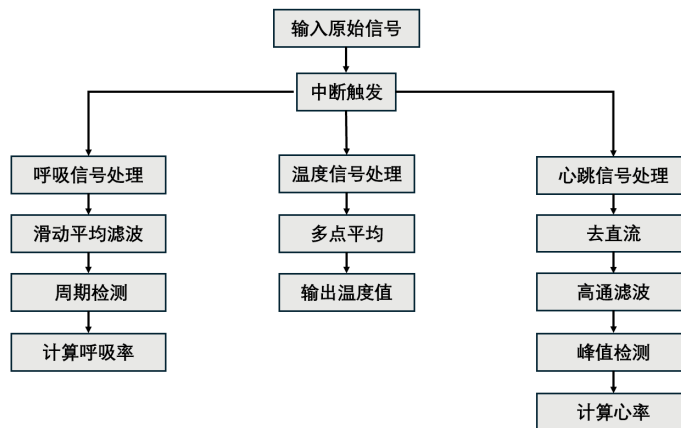 输入原始信号
中断触发
呼吸信号处理
温度信号处理
心跳信号处理
滑动平均滤波
多点平均
去直流
周期检测
输出温度值
高通滤波
计算呼吸率
峰值检测
计算心率